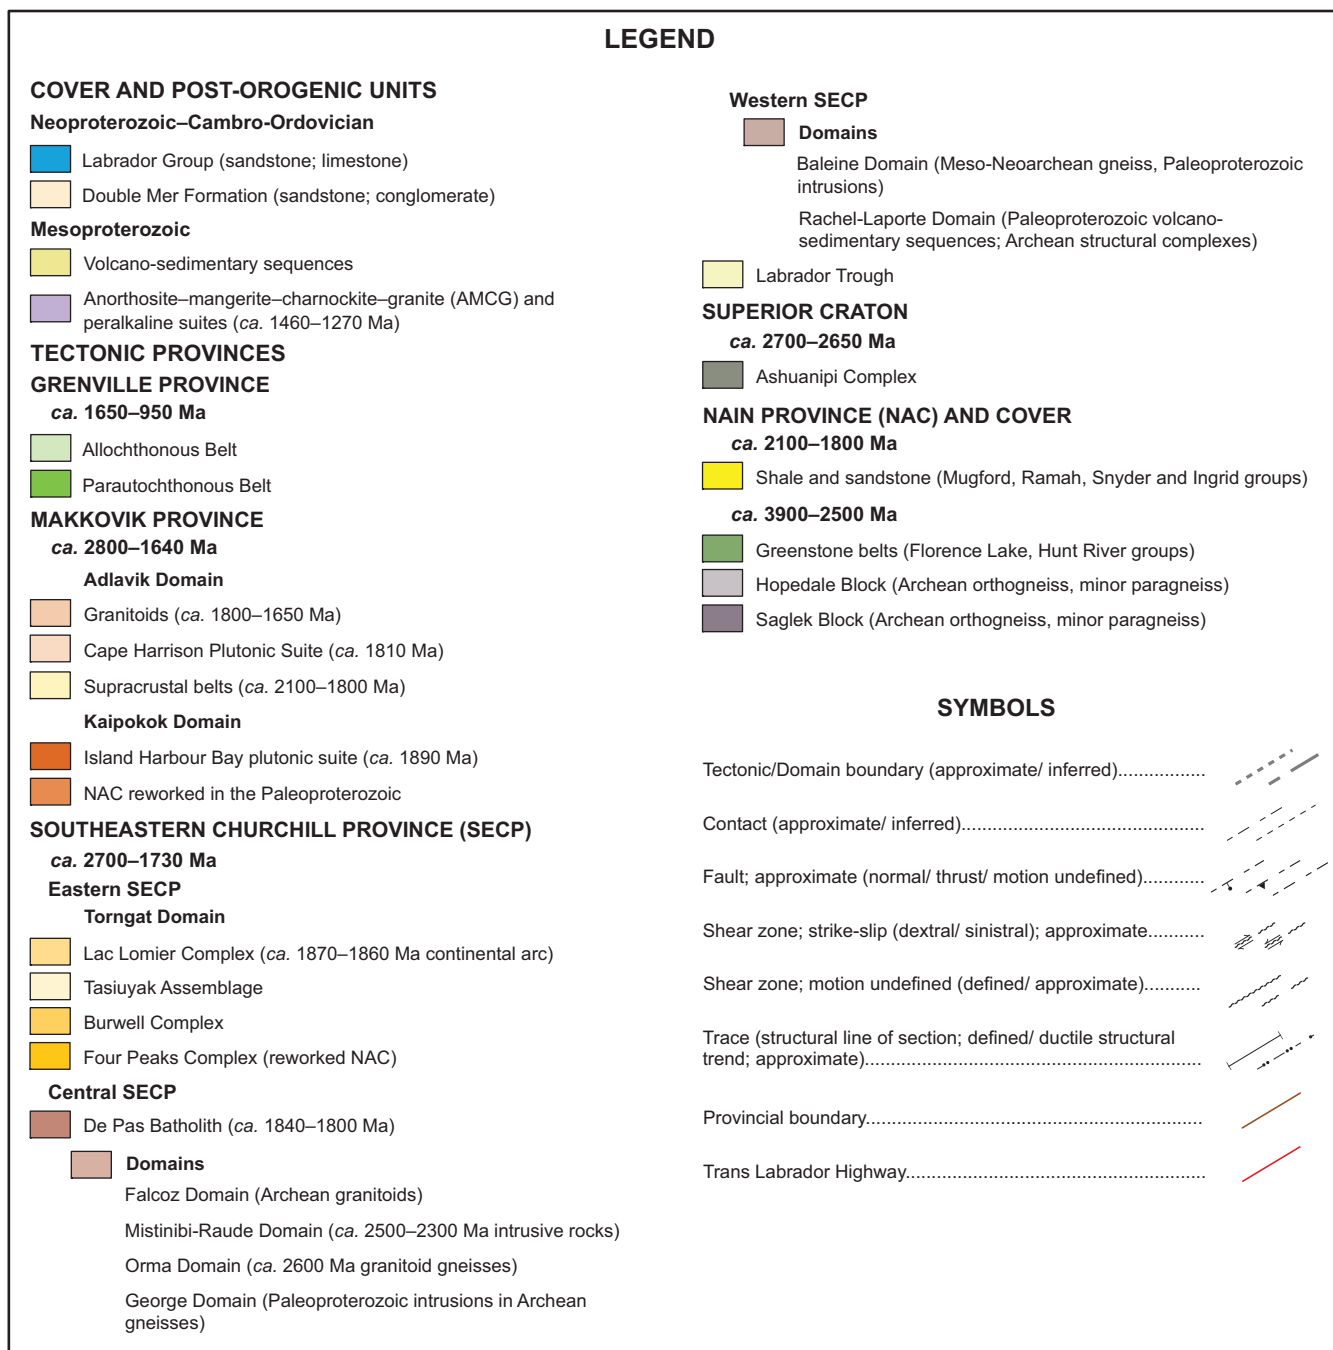 LEGEND
COVER AND POST-OROGENIC UNITS
Neoproterozoic–Cambro-Ordovician
Labrador Group (sandstone; limestone)
Double Mer Formation (sandstone; conglomerate)
Mesoproterozoic
Volcano-sedimentary sequences
Anorthosite–mangerite–charnockite–granite (AMCG) and
peralkaline suites (ca. 1460–1270 Ma)
TECTONIC PROVINCES
GRENVILLE PROVINCE
ca. 1650–950 Ma
Allochthonous Belt
Parautochthonous Belt
MAKKOVIK PROVINCE
ca. 2800–1640 Ma
Adlavik Domain
Granitoids (ca. 1800–1650 Ma)
Cape Harrison Plutonic Suite (ca. 1810 Ma)
Supracrustal belts (ca. 2100–1800 Ma)
Kaipokok Domain
Island Harbour Bay plutonic suite (ca. 1890 Ma)
NAC reworked in the Paleoproterozoic
SOUTHEASTERN CHURCHILL PROVINCE (SECP)
ca. 2700–1730 Ma
Eastern SECP
Torngat Domain
Lac Lomier Complex (ca. 1870–1860 Ma continental arc)
Tasiuyak Assemblage
Burwell Complex
Four Peaks Complex (reworked NAC)
Central SECP
De Pas Batholith (ca. 1840–1800 Ma)
Domains
Falcoz Domain (Archean granitoids)
Mistinibi-Raude Domain (ca. 2500–2300 Ma intrusive rocks)
Orma Domain (ca. 2600 Ma granitoid gneisses)
George Domain (Paleoproterozoic intrusions in Archean
gneisses)
Western SECP
Domains
Baleine Domain (Meso-Neoarchean gneiss, Paleoproterozoic
intrusions)
Rachel-Laporte Domain (Paleoproterozoic volcano-
sedimentary sequences; Archean structural complexes)
Labrador Trough
SUPERIOR CRATON
ca. 2700–2650 Ma
Ashuanipi Complex
NAIN PROVINCE (NAC) AND COVER
ca. 2100–1800 Ma
Shale and sandstone (Mugford, Ramah, Snyder and Ingrid groups)
ca. 3900–2500 Ma
Greenstone belts (Florence Lake, Hunt River groups)
Hopedale Block (Archean orthogneiss, minor paragneiss)
Saglek Block (Archean orthogneiss, minor paragneiss)
SYMBOLS
Tectonic/Domain boundary (approximate/ inferred)................
Contact (approximate/ inferred)............................................
Fault; approximate (normal/ thrust/ motion undefined)...........
Shear zone; strike-slip (dextral/ sinistral); approximate.........
Shear zone; motion undefined (defined/ approximate)..........
Trace (structural line of section; defined/ ductile structural
trend; approximate)............................................................
Provincial boundary............................................................
Trans Labrador Highway......................................................